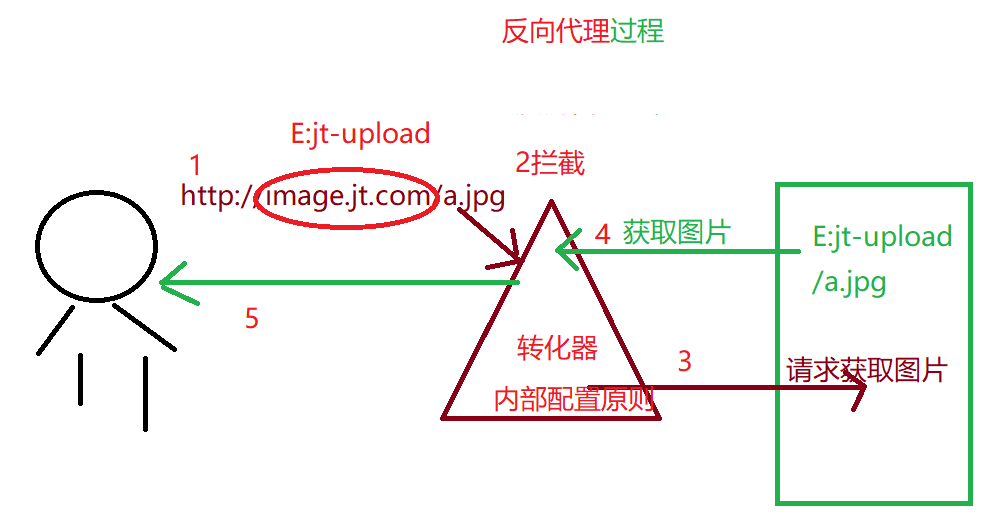 反向代理过程
E:jt-upload
1
http://image.jt.com/a.jpg
2拦截
4 获取图片
E:jt-upload
/a.jpg
5
转化器
3
请求获取图片
内部配置原则